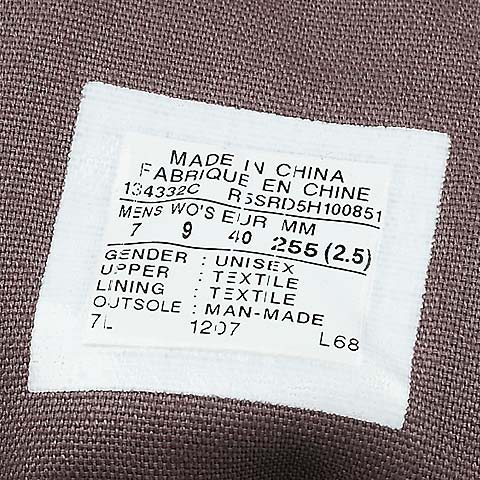 MADE IN CHINA
FABRIQUE EN CHINE
134332C R5SRD5H100851
MENS WO'S EUR MM
7 9 40 255 (2.5)
GENDER : UNISEX
UPPER : TEXTILE
LINING : TEXTILE
OUTSOLE : MAN-MADE
7L 1207 L68